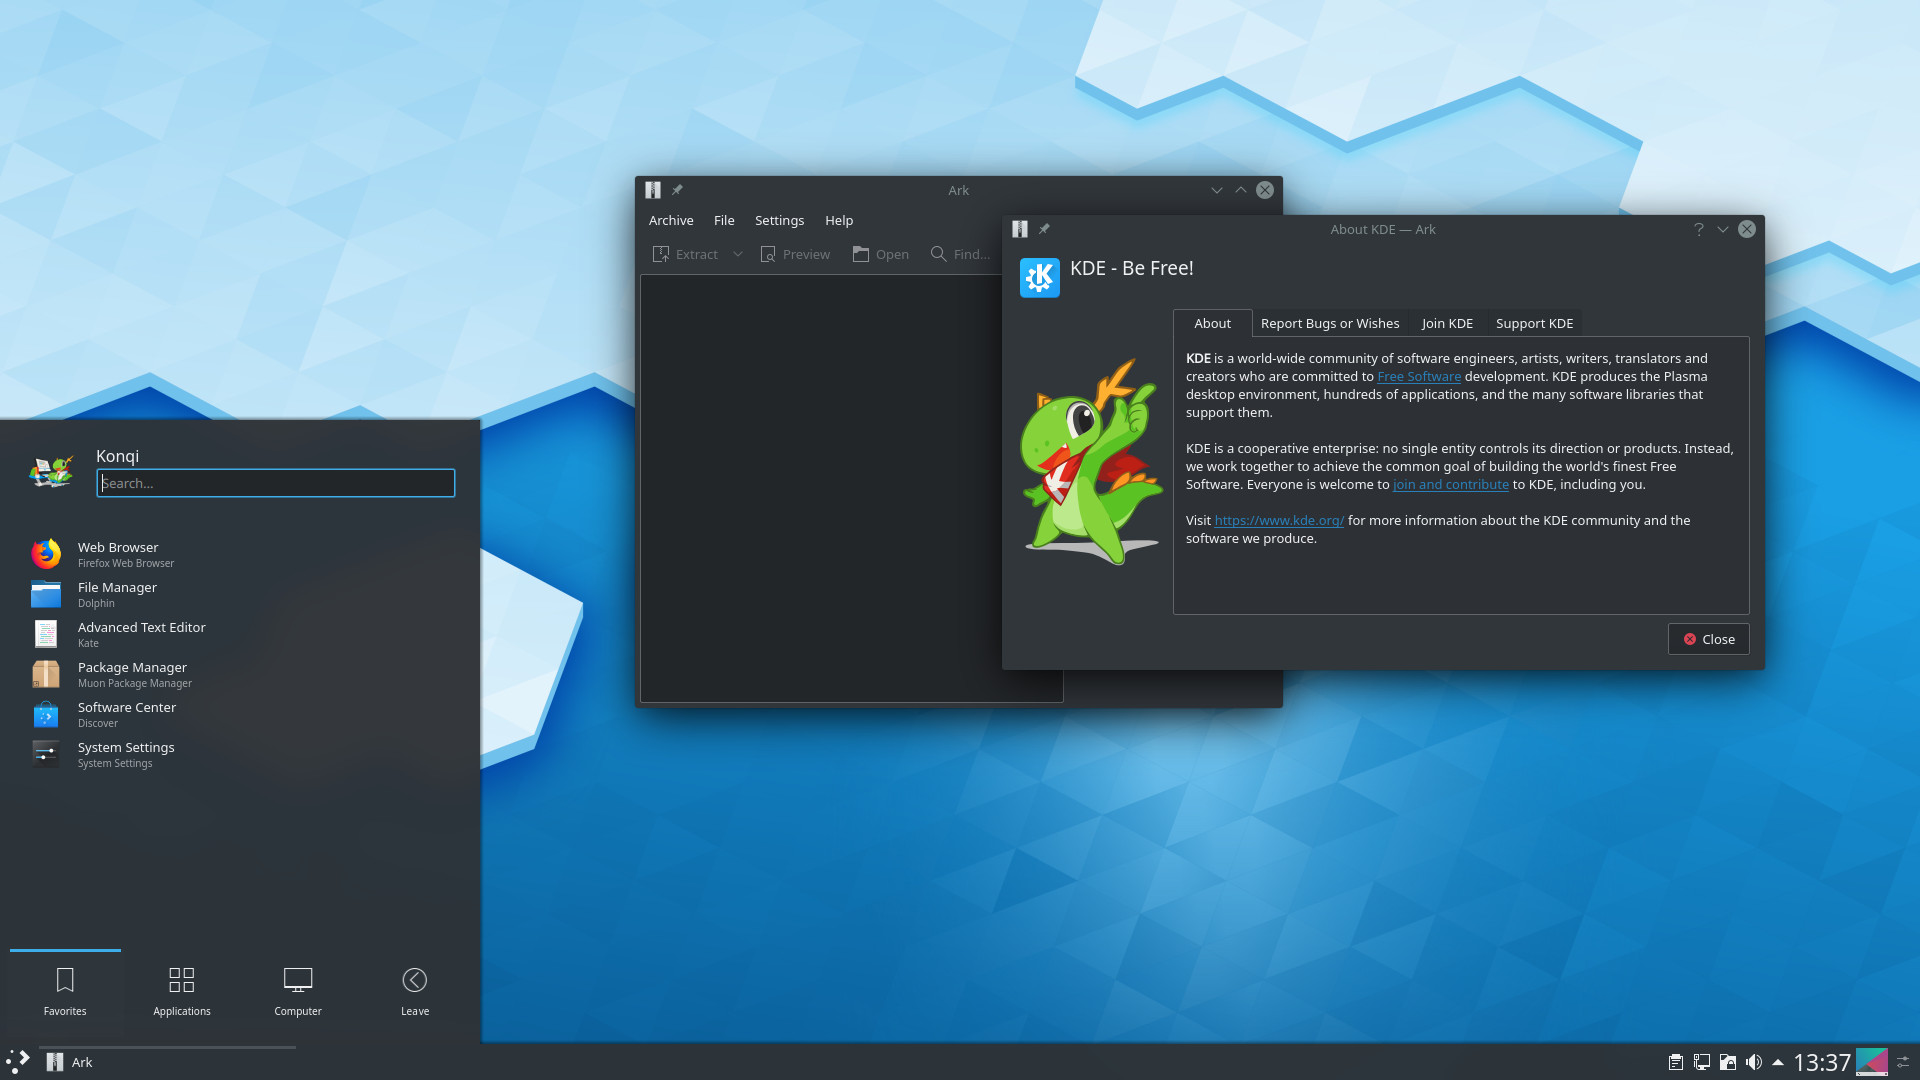 Ark
Archive File Settings Help
Extract Preview Open Find...
About KDE — Ark
KDE - Be Free!
About Report Bugs or Wishes Join KDE Support KDE
KDE is a world-wide community of software engineers, artists, writers, translators and
creators who are committed to Free Software development. KDE produces the Plasma
desktop environment, hundreds of applications, and the many software libraries that
support them.
KDE is a cooperative enterprise: no single entity controls its direction or products. Instead,
we work together to achieve the common goal of building the world's finest Free
Software. Everyone is welcome to join and contribute to KDE, including you.
Visit https://www.kde.org/ for more information about the KDE community and the
software we produce.
Close
Konqi
Search...
Web Browser
Firefox Web Browser
File Manager
Dolphin
Advanced Text Editor
Kate
Package Manager
Muon Package Manager
Software Center
Discover
System Settings
System Settings
Favorites Applications Computer Leave
Ark
13:37